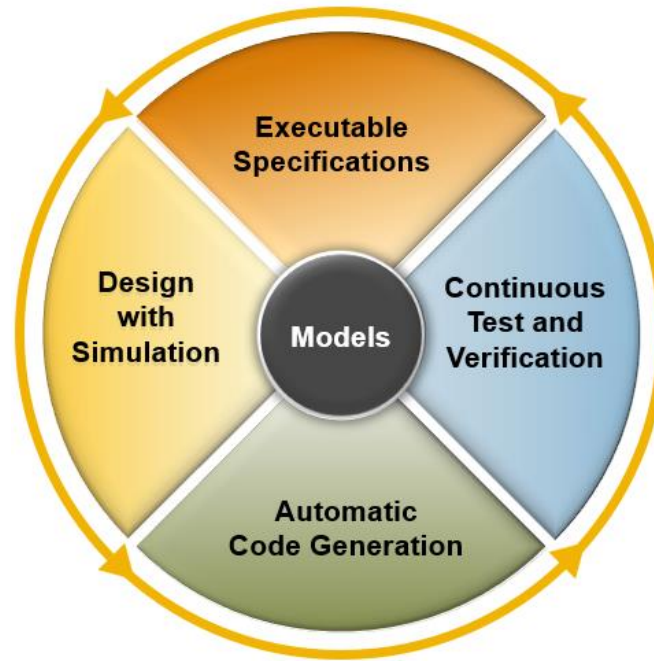 Executable
Specifications
Design
with
Simulation
Models
Continuous
Test and
Verification
Automatic
Code Generation